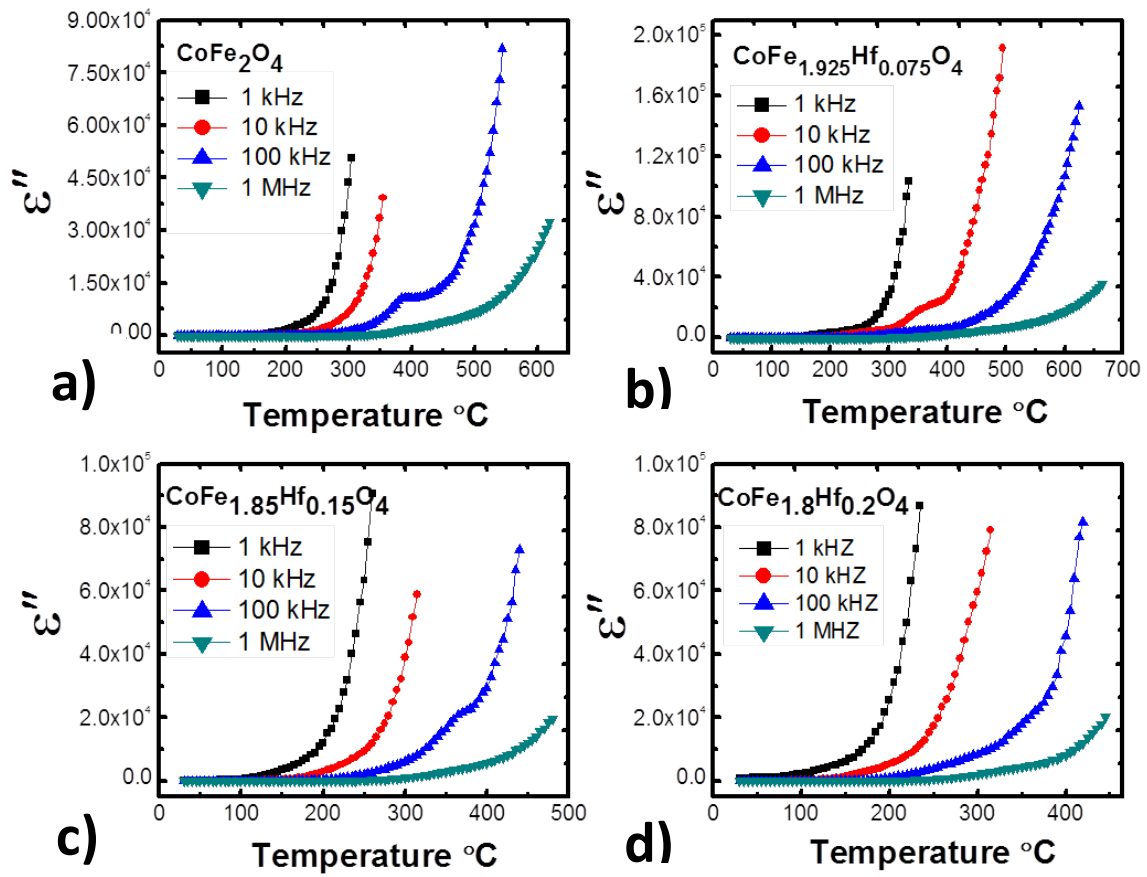 9.00x10⁴
7.50x10⁴
6.00x10⁴
4.50x10⁴
3.00x10⁴
1.50x10⁴
0.00
ε″
CoFe₂O₄
1 kHz
10 kHz
100 kHz
1 MHz
0 100 200 300 400 500 600
a)
Temperature °C
2.0x10⁵
1.6x10⁵
1.2x10⁵
8.0x10⁴
4.0x10⁴
0.0
ε″
CoFe₁.₉₂₅Hf₀.₀₇₅O₄
1 kHz
10 kHz
100 kHz
1 MHz
0 100 200 300 400 500 600 700
b)
Temperature °C
1.0x10⁵
8.0x10⁴
6.0x10⁴
4.0x10⁴
2.0x10⁴
0.0
ε″
CoFe₁.₈₅Hf₀.₁₅O₄
1 kHz
10 kHz
100 kHz
1 MHz
0 100 200 300 400 500
c)
Temperature °C
1.0x10⁵
8.0x10⁴
6.0x10⁴
4.0x10⁴
2.0x10⁴
0.0
ε″
CoFe₁.₈Hf₀.₂O₄
1 kHZ
10 kHZ
100 kHZ
1 MHZ
0 100 200 300 400
d)
Temperature °C